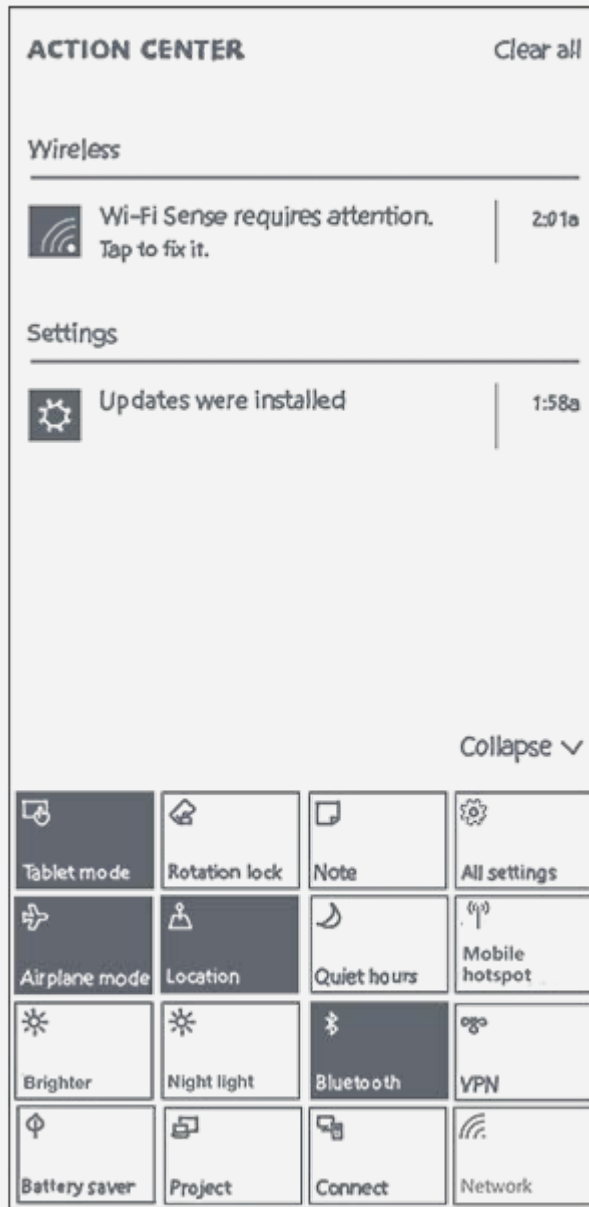 ACTION CENTER Clear all
Wireless
Wi-Fi Sense requires attention. 2:01a
Tap to fix it.
Settings
Updates were installed 1:58a
Collapse
Tablet mode Rotation lock Note All settings
Airplane mode Location Quiet hours Mobile hotspot
Brighter Night light Bluetooth VPN
Battery saver Project Connect Network